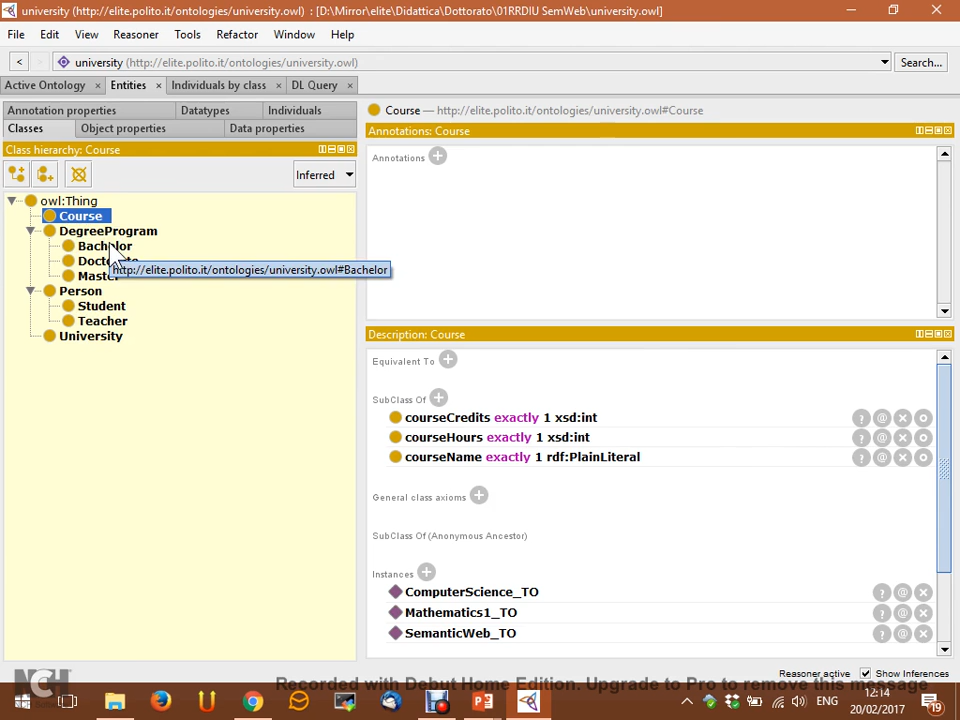 university (http://elite.polito.it/ontologies/university.owl) : [D:\Mirror\elite\Didattica\Dottorato\01RRDIU SemWeb\university.owl]
File Edit View Reasoner Tools Refactor Window Help
< university (http://elite.polito.it/ontologies/university.owl) Search...
Active Ontology × Entities × Individuals by class × DL Query ×
Annotation properties Datatypes Individuals
Classes Object properties Data properties
Class hierarchy: Course
Inferred
owl:Thing
Course
DegreeProgram
Bachelor
http://elite.polito.it/ontologies/university.owl#Bachelor
Master
Person
Student
Teacher
University
Course — http://elite.polito.it/ontologies/university.owl#Course
Annotations: Course
Annotations
Description: Course
Equivalent To
SubClass Of
courseCredits exactly 1 xsd:int
courseHours exactly 1 xsd:int
courseName exactly 1 rdf:PlainLiteral
General class axioms
SubClass Of (Anonymous Ancestor)
Instances
ComputerScience_TO
Mathematics1_TO
SemanticWeb_TO
Reasoner active Show Inferences
NCH
Recorded with Debut Home Edition. Upgrade to Pro to remove this message
ENG
12:14
20/02/2017
19